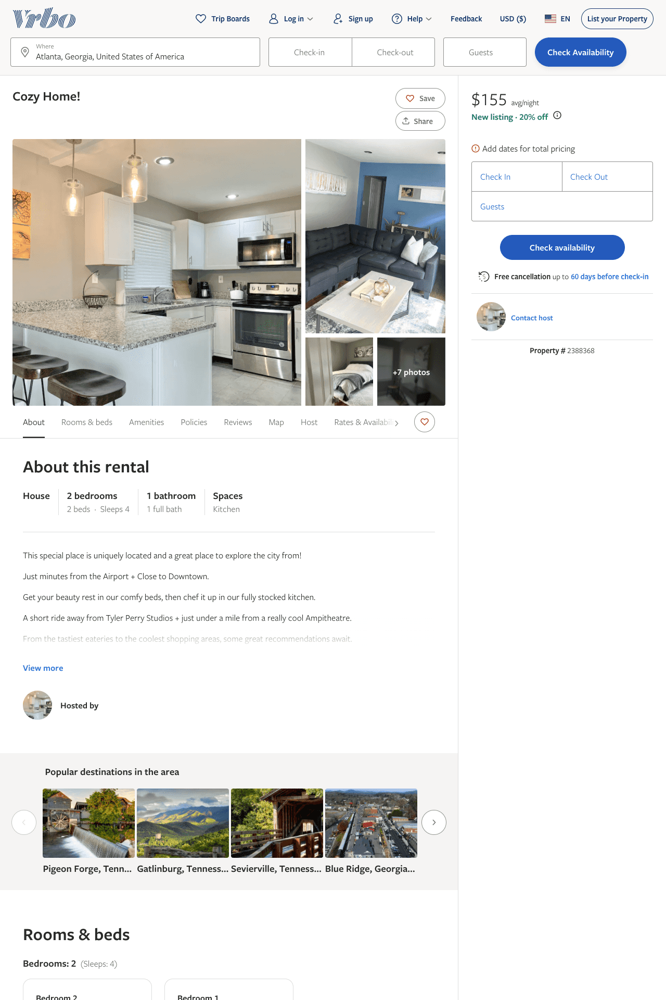 Vrbo
Trip Boards
Log in
Sign up
Help
Feedback
USD ($)
EN
List your Property
Where
Atlanta, Georgia, United States of America
Check-in
Check-out
Guests
Check Availability
Cozy Home!
Save
Share
$155 avg/night
New listing · 20% off
Add dates for total pricing
Check In
Check Out
Guests
Check availability
Free cancellation up to 60 days before check-in
Contact host
Property # 2388368
+7 photos
About
Rooms & beds
Amenities
Policies
Reviews
Map
Host
Rates & Availabili
About this rental
House
2 bedrooms
2 beds · Sleeps 4
1 bathroom
1 full bath
Spaces
Kitchen
This special place is uniquely located and a great place to explore the city from!
Just minutes from the Airport + Close to Downtown.
Get your beauty rest in our comfy beds, then chef it up in our fully stocked kitchen.
A short ride away from Tyler Perry Studios + just under a mile from a really cool Ampitheatre.
From the tastiest eateries to the coolest shopping areas, some great recommendations await.
View more
Hosted by
Popular destinations in the area
Pigeon Forge, Tenn...
Gatlinburg, Tenness...
Sevierville, Tenness...
Blue Ridge, Georgia...
Rooms & beds
Bedrooms: 2 (Sleeps: 4)
Bedroom 2
Bedroom 1